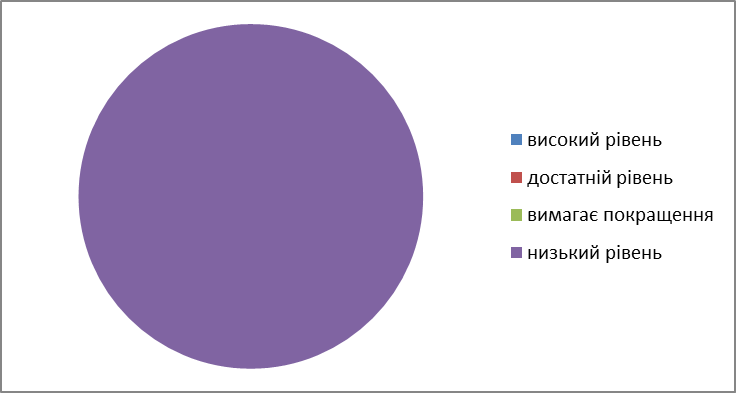 високий рівень
достатній рівень
вимагає покращення
низький рівень